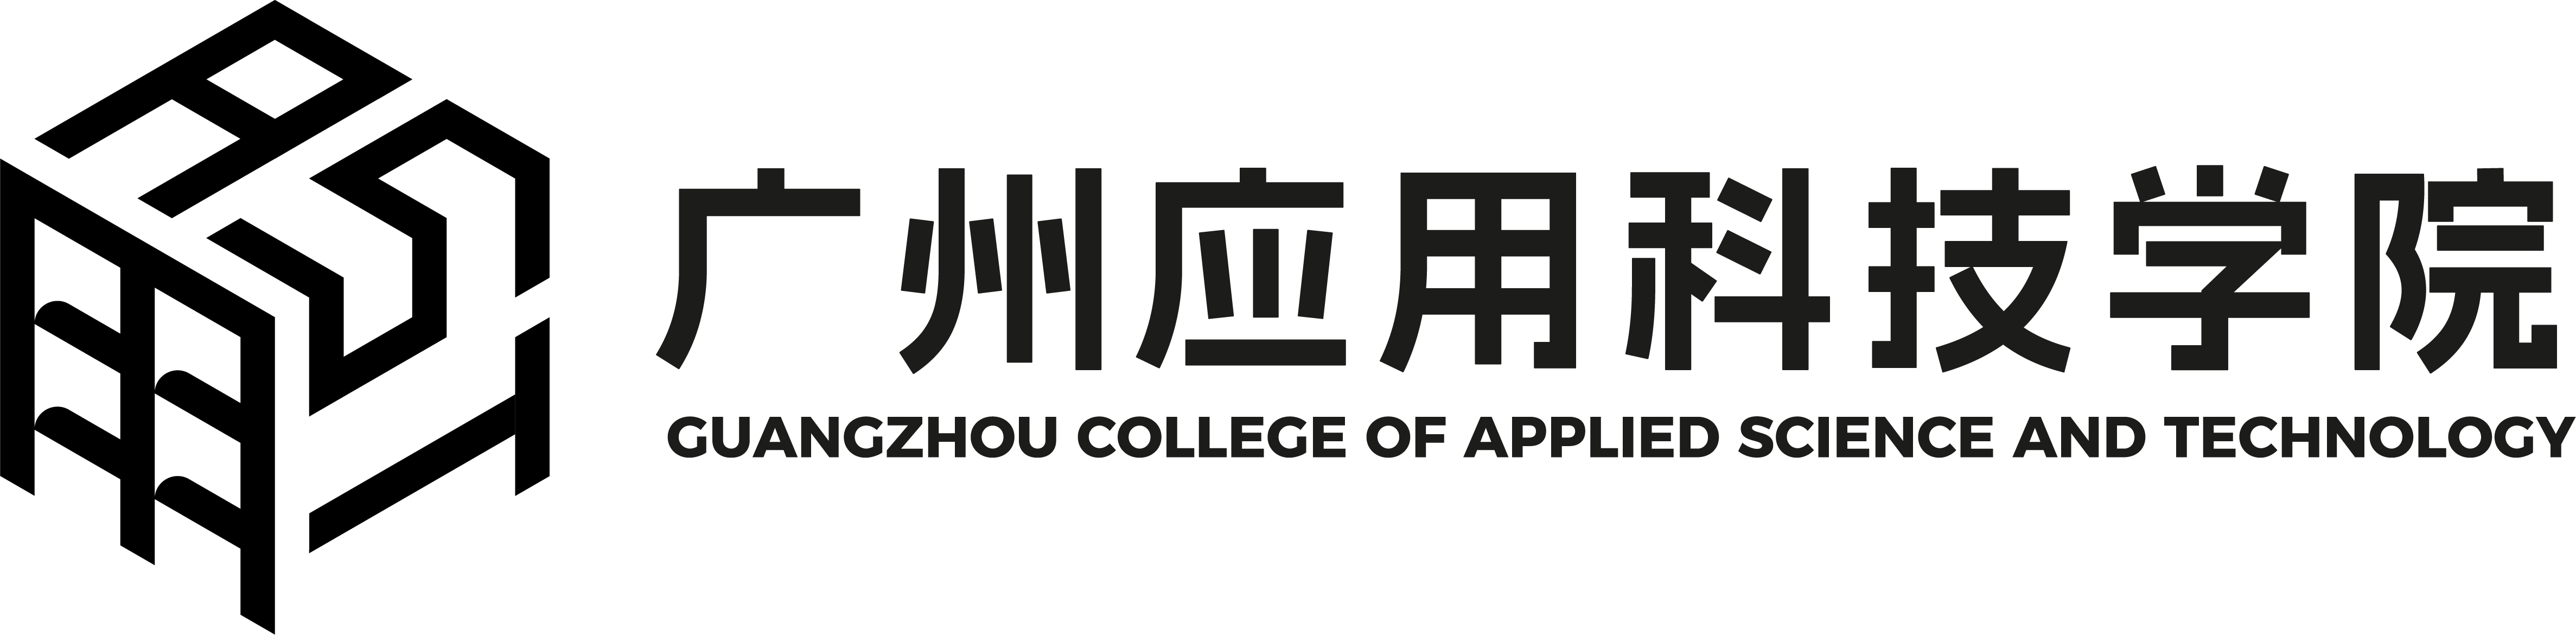 广州应用科技学院
GUANGZHOU COLLEGE OF APPLIED SCIENCE AND TECHNOLOGY